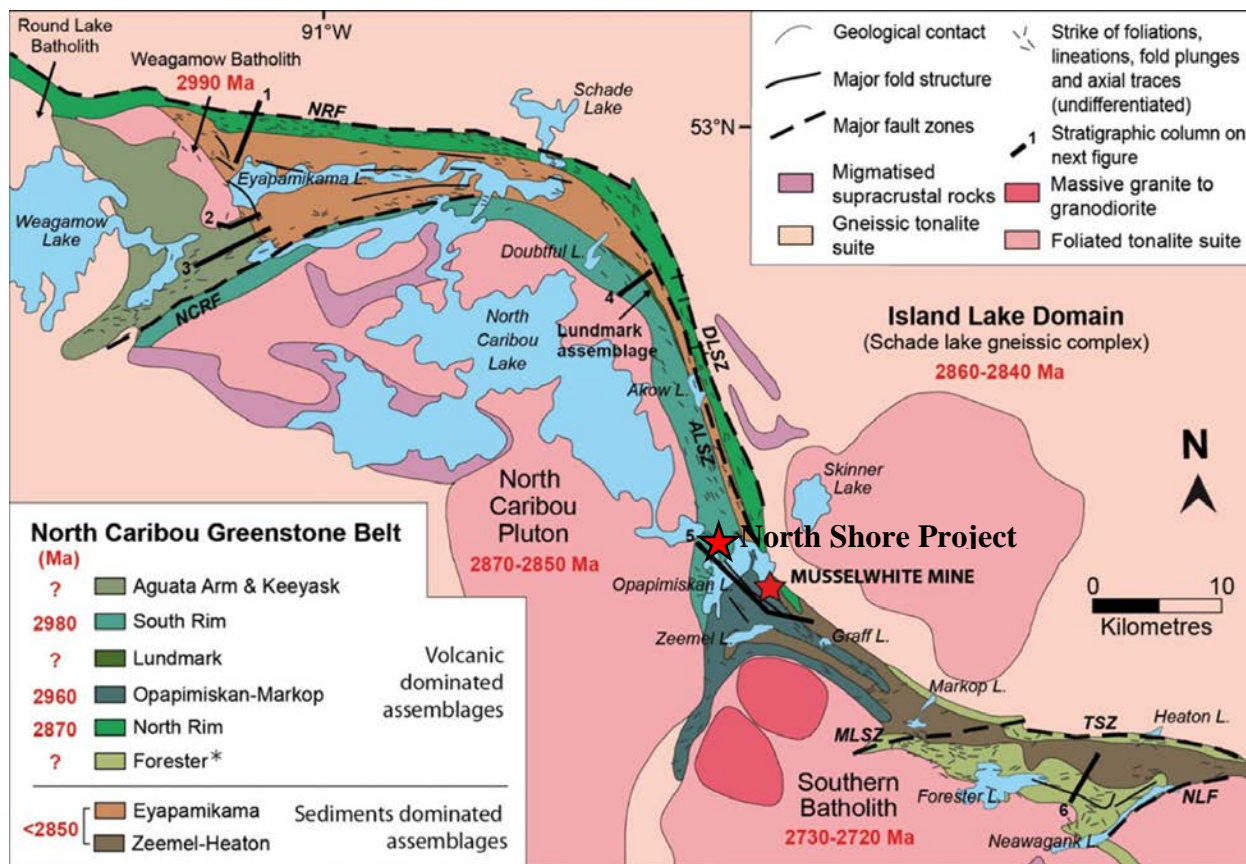 Round Lake
Batholith
91°W
Weagamow Batholith
2990 Ma
1
NRF
Schade
Lake
53°N
Geological contact
Major fold structure
Major fault zones
Migmatised
supracrustal rocks
Gneissic tonalite
suite
Strike of foliations,
lineations, fold plunges
and axial traces
(undifferentiated)
1
Stratigraphic column on
next figure
Massive granite to
granodiorite
Foliated tonalite suite
Eyapamikama L.
Weagamow
Lake
2
3
NCRF
Doubtful L.
4
Lundmark
assemblage
North
Caribou
Lake
DLSZ
Akow L.
ALSZ
Island Lake Domain
(Schade lake gneissic complex)
2860-2840 Ma
Skinner
Lake
N
North
Caribou
Pluton
2870-2850 Ma
5
North Shore Project
MUSSELWHITE MINE
Opapimiskan L.
Zeemel L.
Graff L.
0 10
Kilometres
Markop L.
MLSZ
TSZ
Heaton L.
Southern
Batholith
2730-2720 Ma
Forester L.
6
NLF
Neawagank L.
North Caribou Greenstone Belt
(Ma)
? Aguata Arm & Keeyask
2980 South Rim
? Lundmark
2960 Opapimiskan-Markop
2870 North Rim
? Forester*
Volcanic
dominated
assemblages
<2850 Eyapamikama
Zeemel-Heaton
Sediments dominated
assemblages